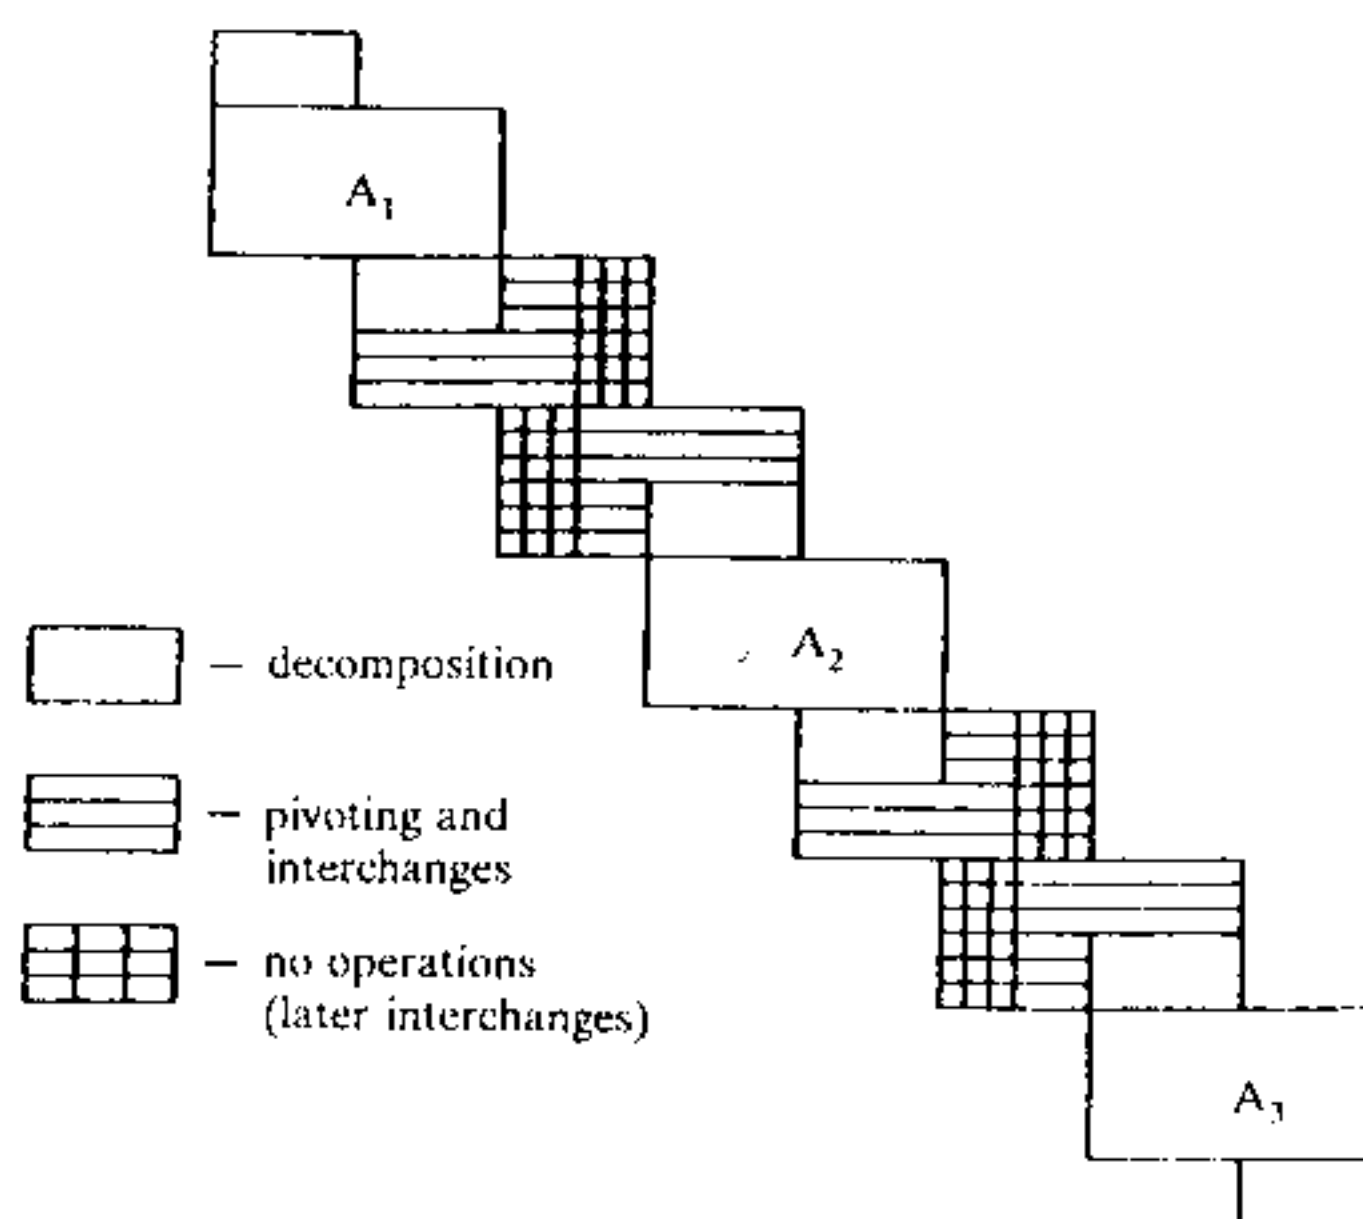 A₁
A₂
— decomposition
— pivoting and
interchanges
— no operations
(later interchanges)
A₃